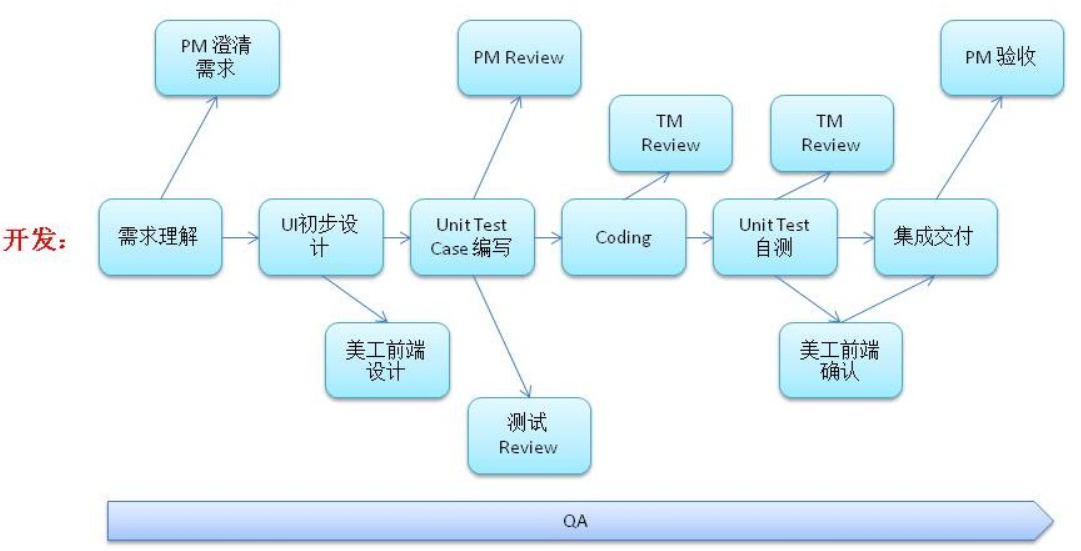 PM 澄清
需求
PM Review
PM 验收
TM
Review
TM
Review
开发：
需求理解
UI初步设
计
Unit Test
Case 编写
Coding
Unit Test
自测
集成交付
美工前端
设计
美工前端
确认
测试
Review
QA